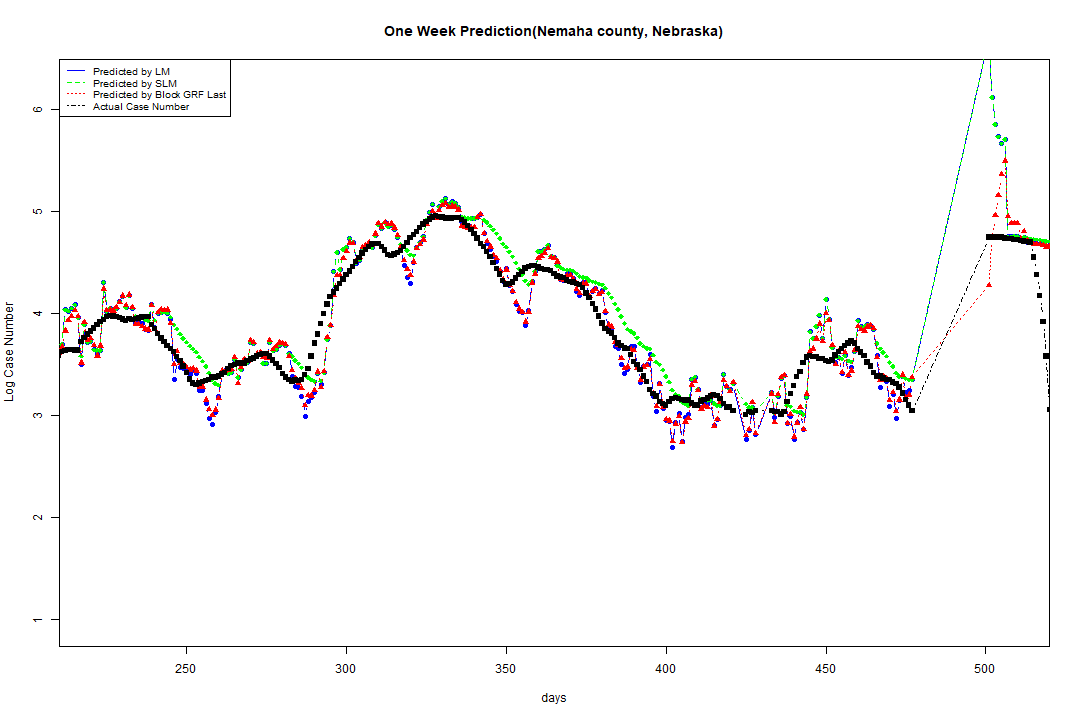 One Week Prediction(Nemaha county, Nebraska)
Predicted by LM
Predicted by SLM
Predicted by Block GRF Last
Actual Case Number
Log Case Number
6
5
4
3
2
1
250 300 350 400 450 500
days